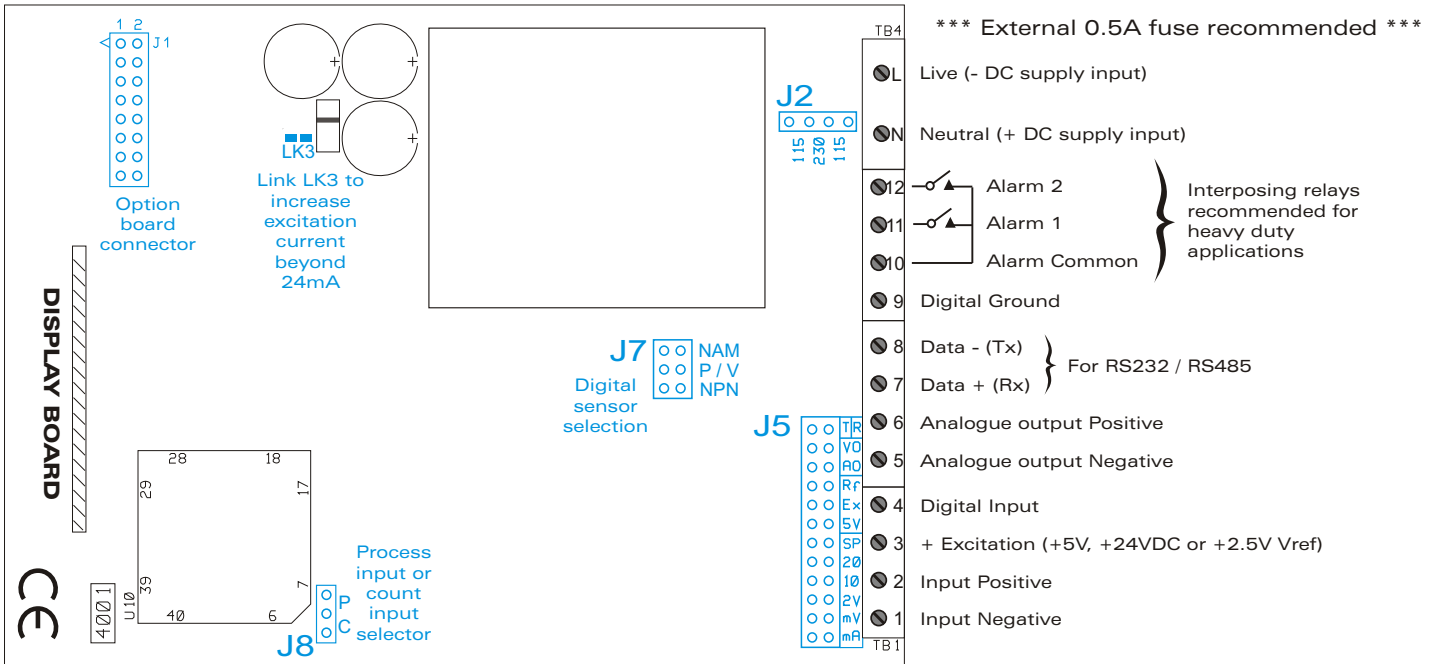 *** External 0.5A fuse recommended ***
TB4
L Live (- DC supply input)
N Neutral (+ DC supply input)
12 Alarm 2
11 Alarm 1
10 Alarm Common
Interposing relays
recommended for
heavy duty
applications
9 Digital Ground
8 Data - (Tx)
7 Data + (Rx)
For RS232 / RS485
6 Analogue output Positive
5 Analogue output Negative
4 Digital Input
3 + Excitation (+5V, +24VDC or +2.5V Vref)
2 Input Positive
1 Input Negative
TB1
1 2
J1
Option
board
connector
LK3
Link LK3 to
increase
excitation
current
beyond
24mA
J2
115
230
115
J7
NAM
P / V
NPN
Digital
sensor
selection
J5
T R
VO
AO
Rf
Ex
5V
SP
20
10
2V
mV
mA
DISPLAY BOARD
28
18
29
17
39
7
40
6
U10
4001
CE
P
C
J8
Process
input or
count
input
selector